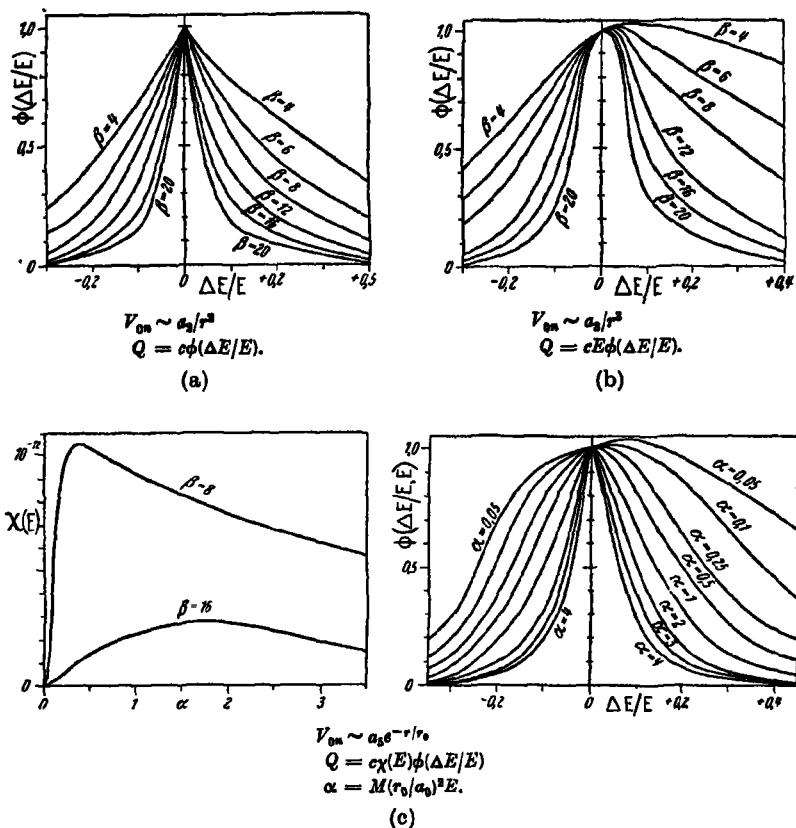 ϕ(ΔE/E)
1,0
0,5
0
β=4
β=20
β=4
β=6
β=8
β=12
β=16
β=20
-0,2
0
ΔE/E
+0,2
+0,5
V₀ₙ ~ a₂/r²
Q = cϕ(ΔE/E).
(a)
ϕ(ΔE/E)
1,0
0,5
0
β=4
β=20
β=4
β=6
β=8
β=12
β=16
β=20
-0,2
0
ΔE/E
+0,2
+0,4
V₀ₙ ~ a₃/r³
Q = cEϕ(ΔE/E).
(b)
10⁻¹²
χ(E)
0
β=8
β=16
0
1
α
2
3
ϕ(ΔE/E,E)
1,0
0,5
0
α=0,05
α=4
α=0,05
α=0,1
α=0,25
α=0,5
α=1
α=2
α=3
α=4
-0,2
0
ΔE/E
+0,2
+0,4
V₀ₙ ~ a₃e^(-r/r₀)
Q = cχ(E)ϕ(ΔE/E)
α = M(r₀/a₀)²E.
(c)